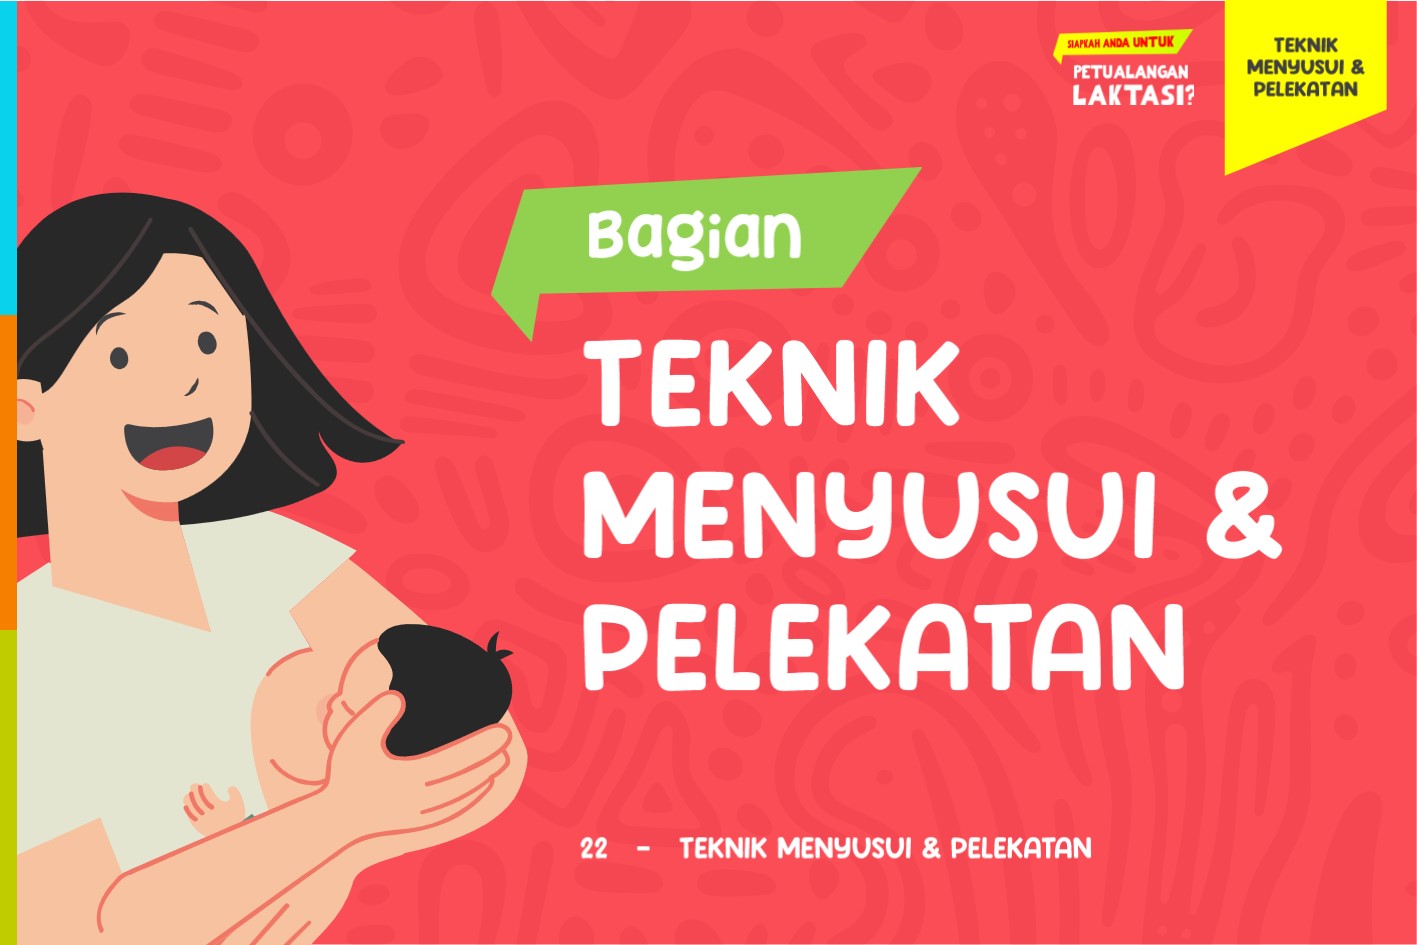 SIAPKAH ANDA UNTUK
PETUALANGAN
LAKTASI?
TEKNIK
MENYUSUI &
PELEKATAN
Bagian
TEKNIK
MENYUSUI &
PELEKATAN
22 - TEKNIK MENYUSUI & PELEKATAN